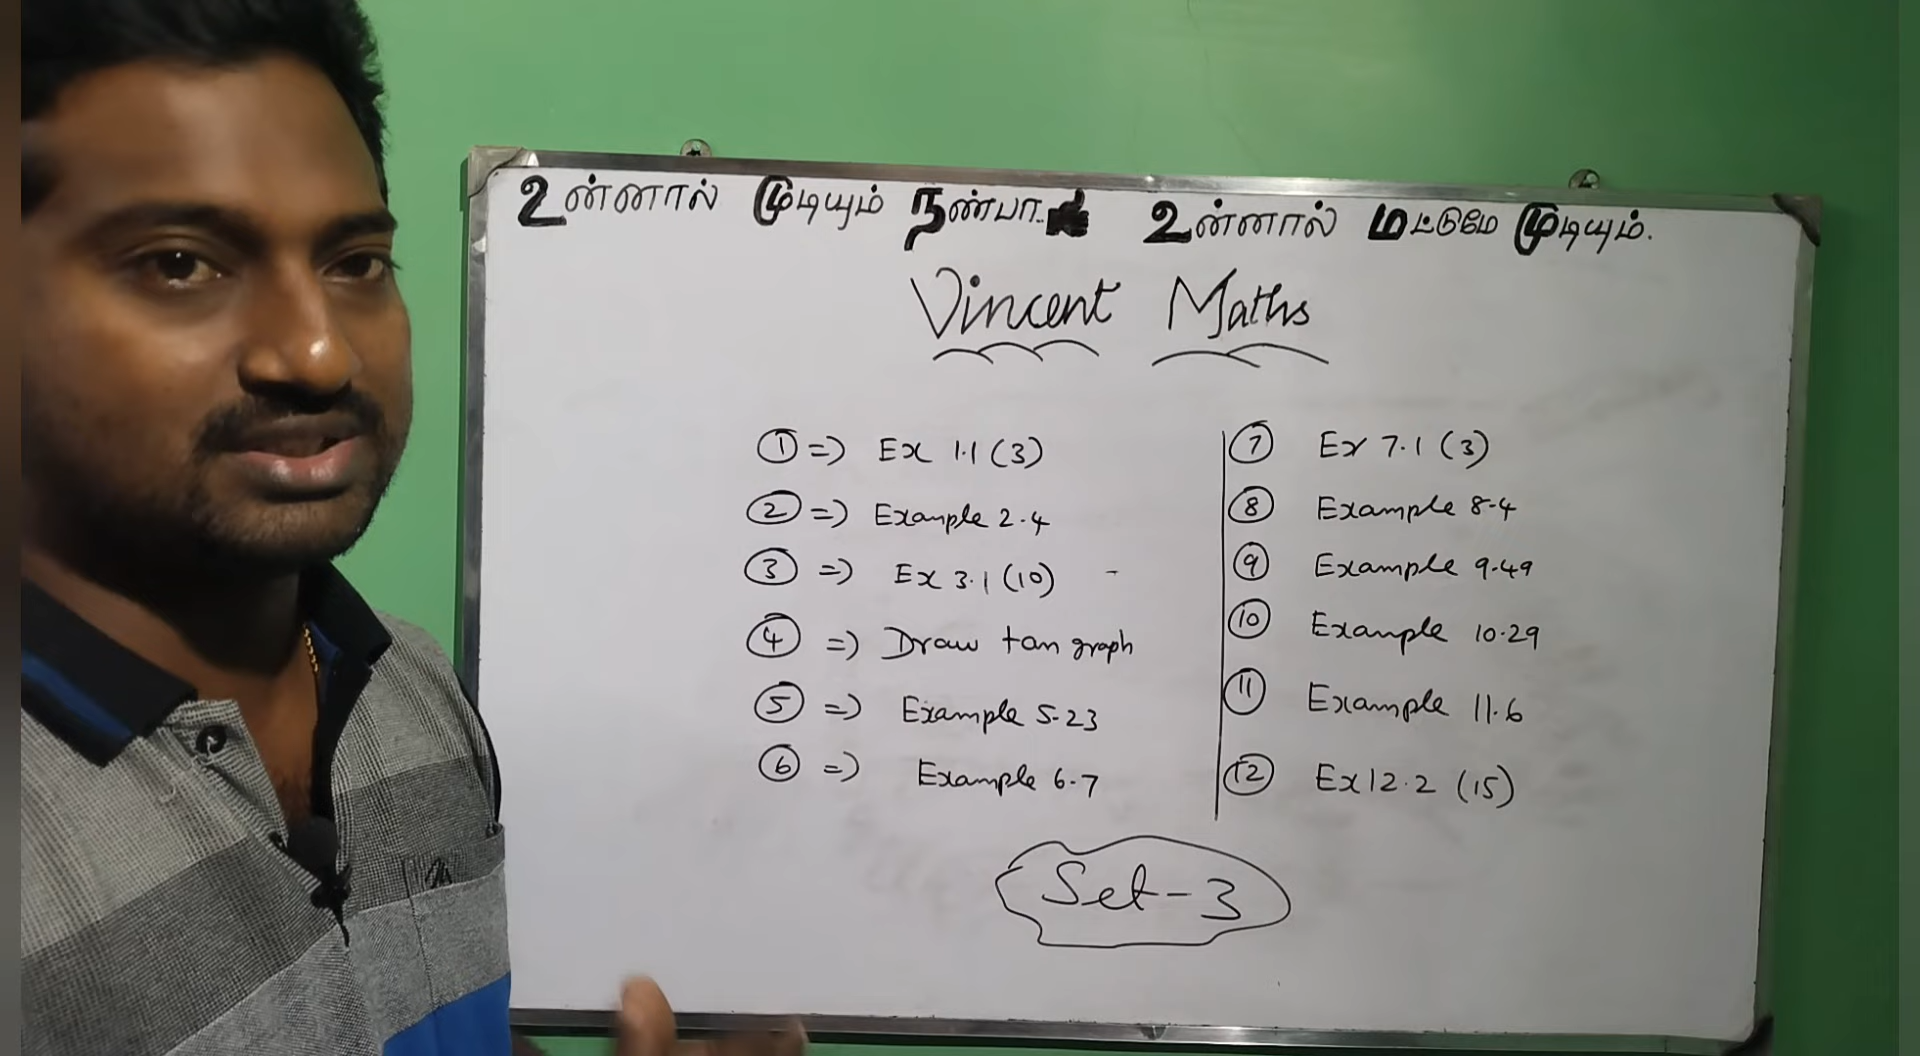 உன்னால் முடியும் நண்பா.. உன்னால் மட்டுமே முடியும்.
Vincent Maths
1 => Ex 1.1 (3)
2 => Example 2.4
3 => Ex 3.1 (10)
4 => Draw tan graph
5 => Example 5.23
6 => Example 6.7
7 Ex 7.1 (3)
8 Example 8.4
9 Example 9.49
10 Example 10.29
11 Example 11.6
12 Ex 12.2 (15)
Set-3